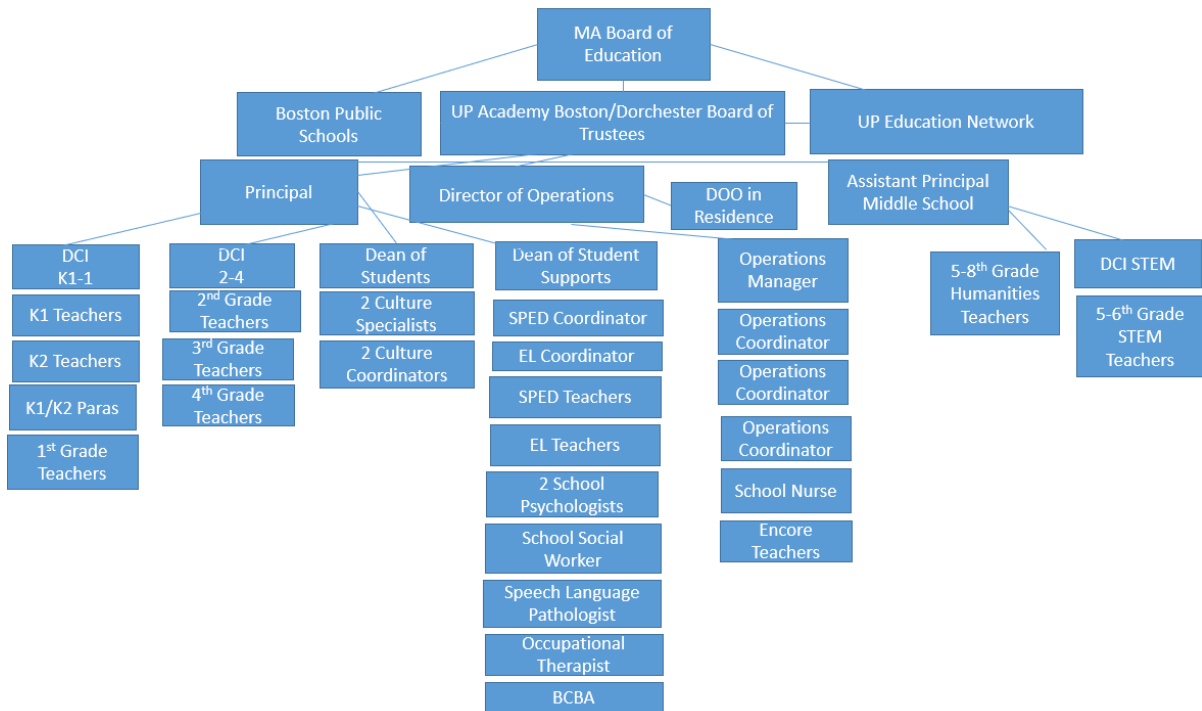 MA Board of
Education
Boston Public
Schools
UP Academy Boston/Dorchester Board of
Trustees
UP Education Network
Principal
Director of Operations
DOO in
Residence
Assistant Principal
Middle School
DCI
K1-1
K1 Teachers
K2 Teachers
K1/K2 Paras
1st Grade
Teachers
DCI
2-4
2nd Grade
Teachers
3rd Grade
Teachers
4th Grade
Teachers
Dean of
Students
2 Culture
Specialists
2 Culture
Coordinators
Dean of Student
Supports
SPED Coordinator
EL Coordinator
SPED Teachers
EL Teachers
2 School
Psychologists
School Social
Worker
Speech Language
Pathologist
Occupational
Therapist
BCBA
Operations
Manager
Operations
Coordinator
Operations
Coordinator
Operations
Coordinator
School Nurse
Encore
Teachers
5-8th Grade
Humanities
Teachers
DCI STEM
5-6th Grade
STEM
Teachers